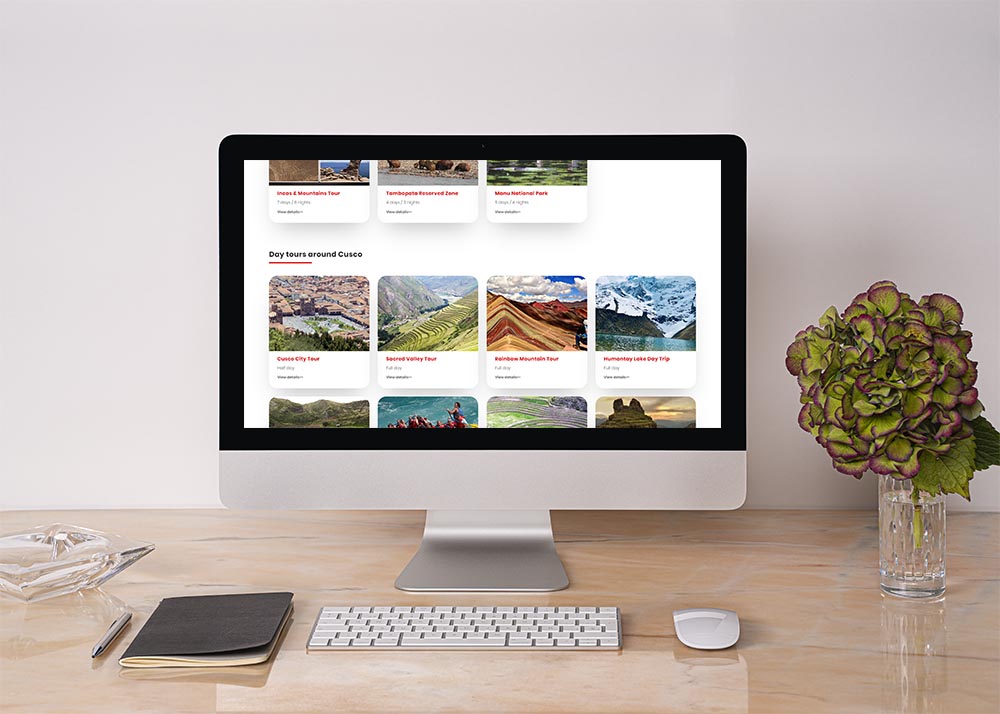 Incas & Mountains Tour
7 days / 6 nights
View details
Tambopata Reserved Zone
4 days / 3 nights
View details
Manu National Park
5 days / 4 nights
View details
Day tours around Cusco
Cusco City Tour
Half day
View details
Sacred Valley Tour
Full day
View details
Rainbow Mountain Tour
Full day
View details
Humantay Lake Day Trip
Full day
View details